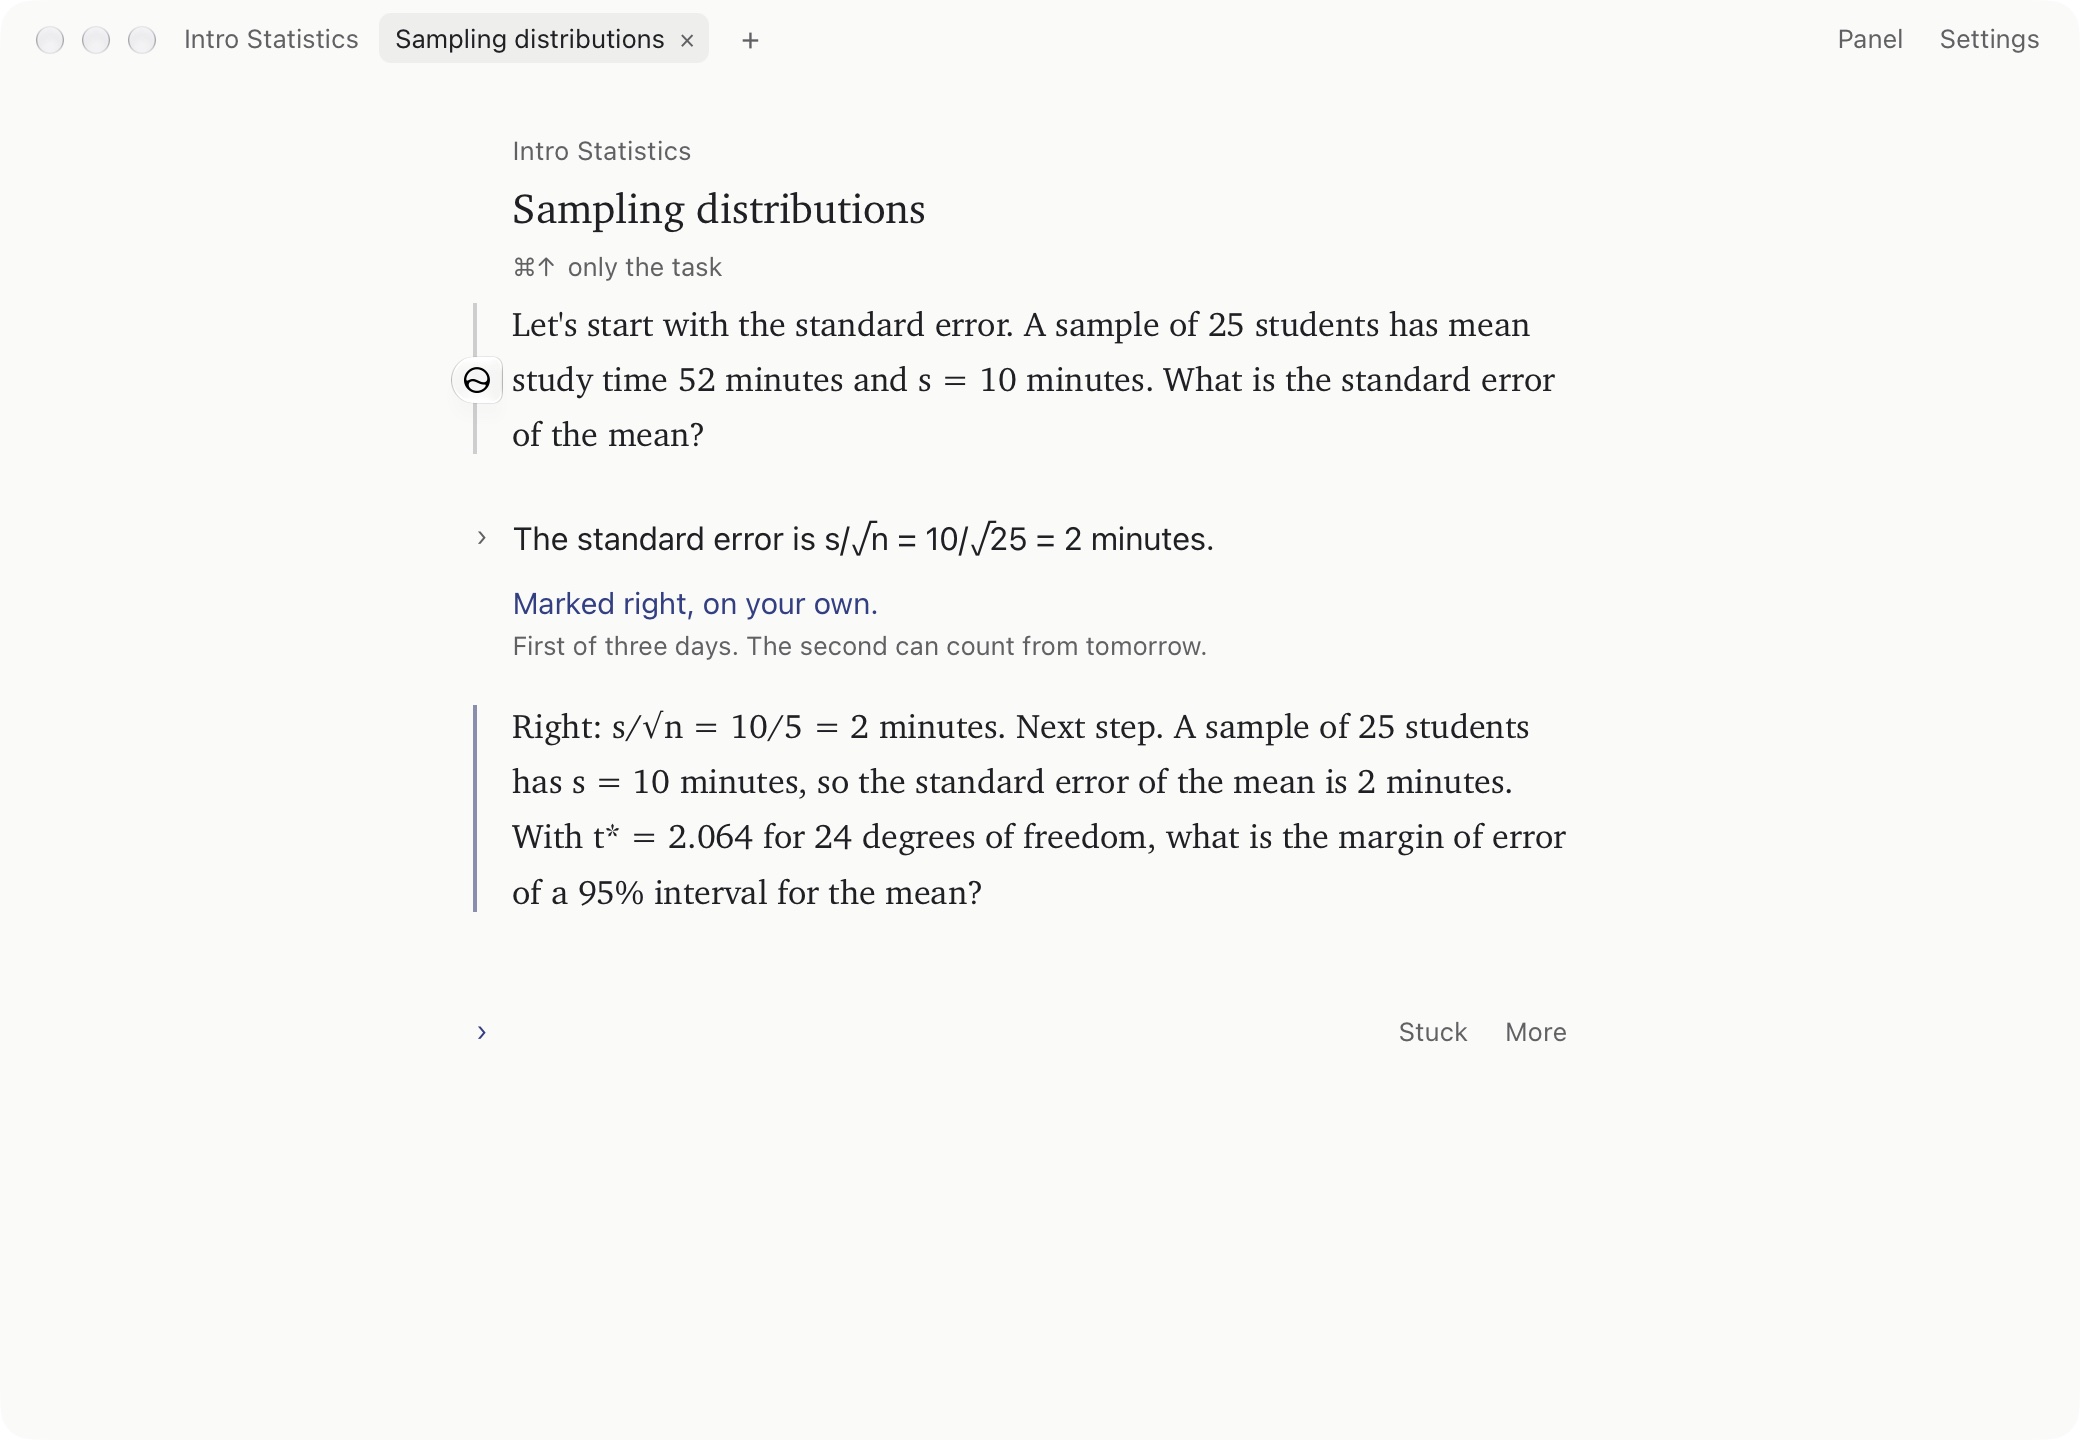 Intro Statistics
Sampling distributions ×
+
Panel
Settings
Intro Statistics
Sampling distributions
⌘↑ only the task
Let's start with the standard error. A sample of 25 students has mean
study time 52 minutes and s = 10 minutes. What is the standard error
of the mean?
› The standard error is s/√n = 10/√25 = 2 minutes.
Marked right, on your own.
First of three days. The second can count from tomorrow.
Right: s/√n = 10/5 = 2 minutes. Next step. A sample of 25 students
has s = 10 minutes, so the standard error of the mean is 2 minutes.
With t* = 2.064 for 24 degrees of freedom, what is the margin of error
of a 95% interval for the mean?
›
Stuck
More